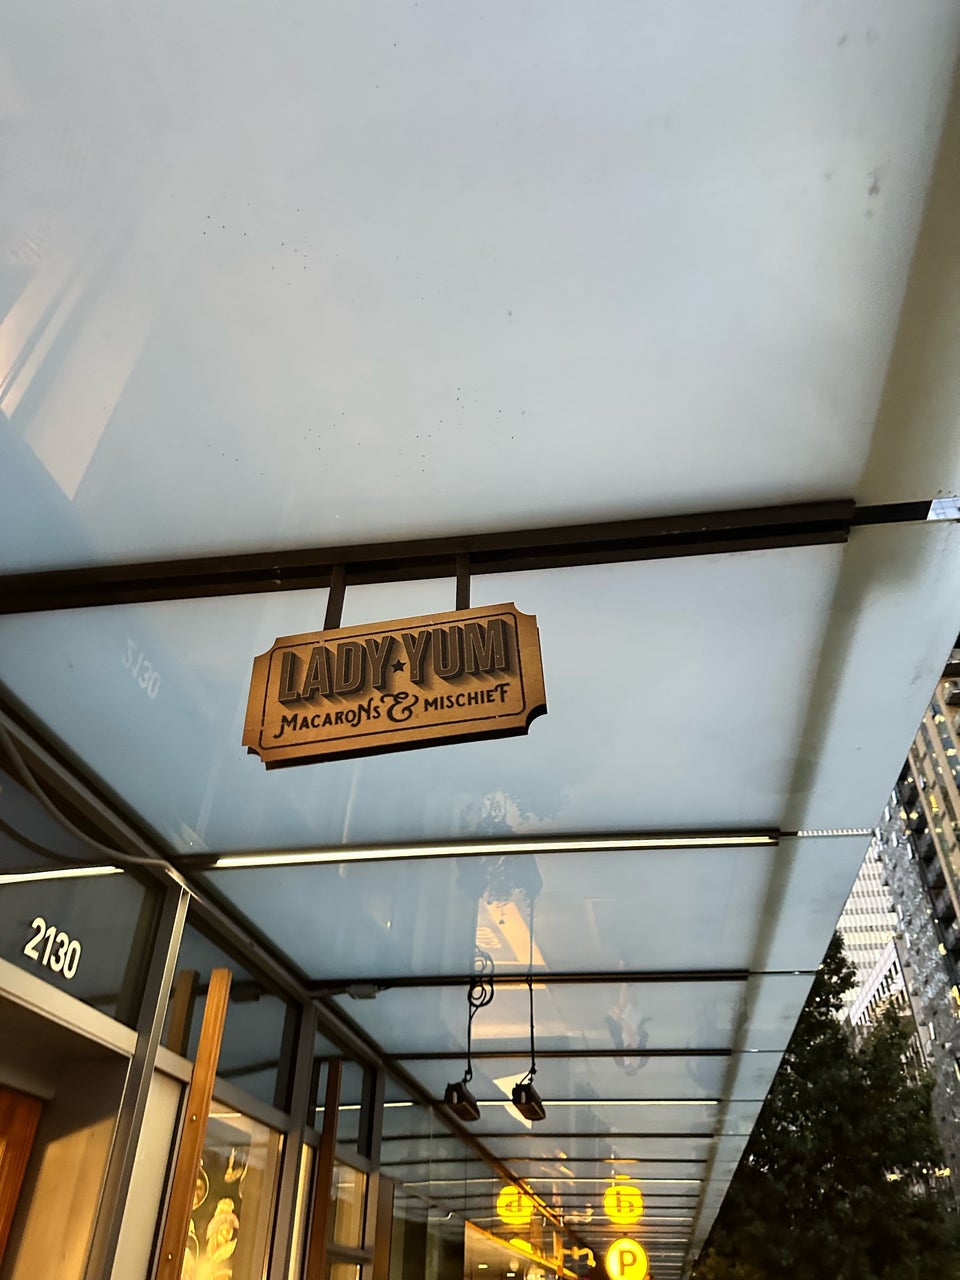 LADY★YUM
MACARONS & MISCHIEF
2130
P